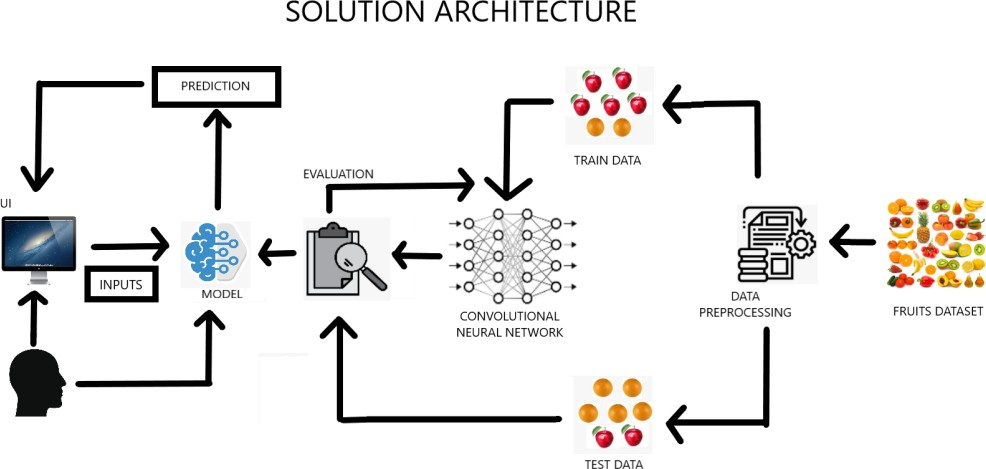 SOLUTION ARCHITECTURE
PREDICTION
TRAIN DATA
EVALUATION
UI
INPUTS
MODEL
CONVOLUTIONAL
NEURAL NETWORK
DATA
PREPROCESSING
FRUITS DATASET
TEST DATA